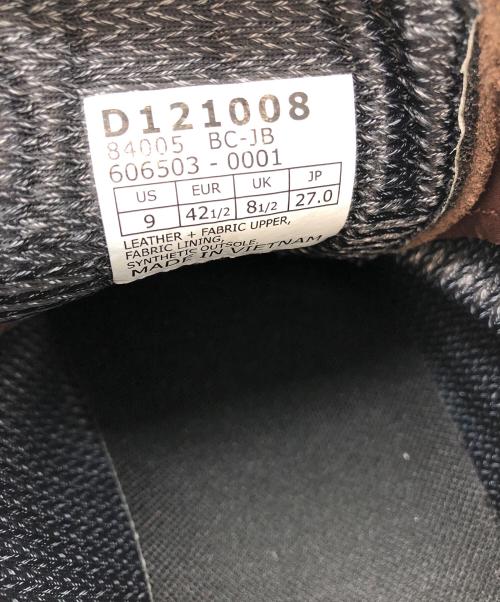 D121008
84005 BC-JB
606503 - 0001
US EUR UK JP
9 42 1/2 8 1/2 27.0
LEATHER + FABRIC UPPER,
FABRIC LINING,
SYNTHETIC OUTSOLE.
MADE IN VIETNAM